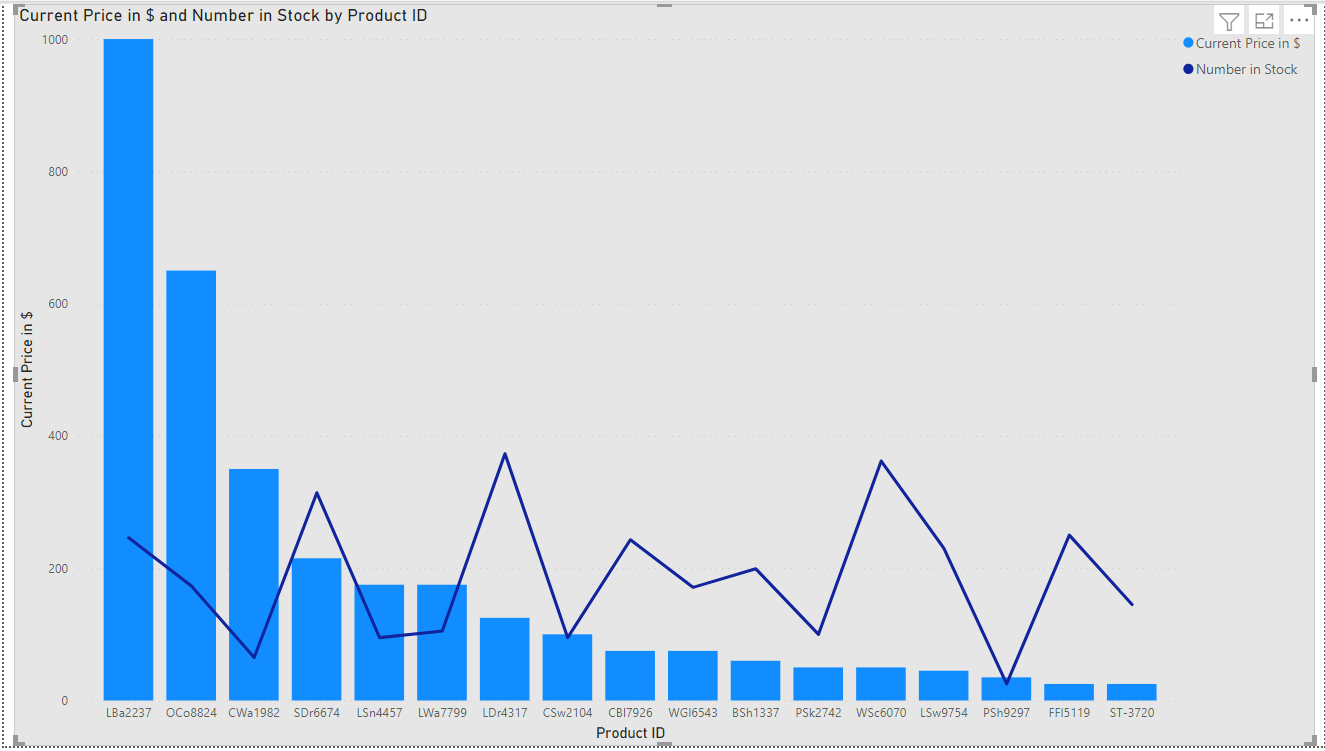 Current Price in $ and Number in Stock by Product ID
Current Price in $
Number in Stock
1000
800
600
400
200
0
Current Price in $
LBa2237 OCo8824 CWa1982 SDr6674 LSn4457 LWa7799 LDr4317 CSw2104 CBl7926 WGl6543 BSh1337 PSk2742 WSc6070 LSw9754 PSh9297 FFl5119 ST-3720
Product ID